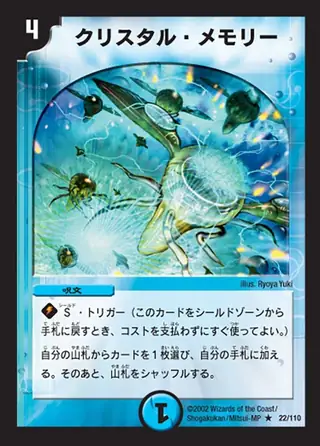 4
クリスタル・メモリー
illus. Ryoya Yuki
呪文
S・トリガー（このカードをシールドゾーンから
手札に戻すとき、コストを支払わずにすぐ使ってよい。）
自分の山札からカードを1枚選び、自分の手札に加え
る。そのあと、山札をシャッフルする。
1
©2002 Wizards of the Coast/
Shogakukan/Mitsui-MP ★ 22/110